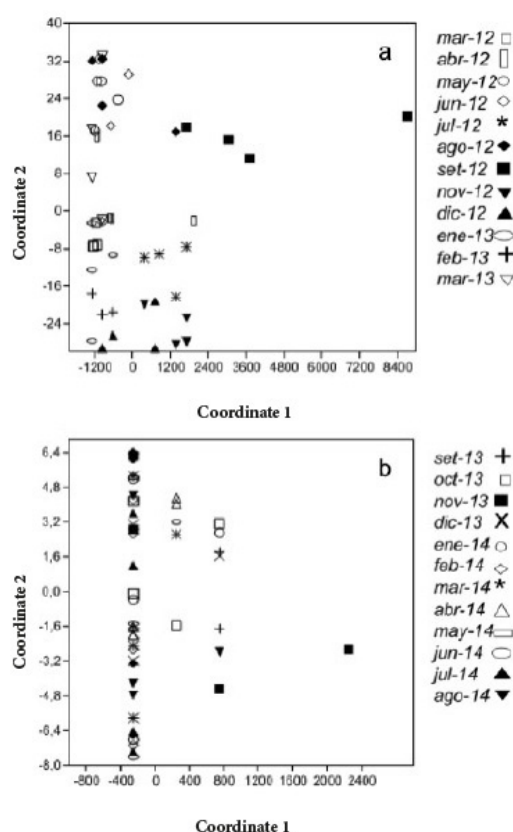 a
Coordinate 2
40
32
24
16
8
0
-8
-16
-24
-1200 0 1200 2400 3600 4800 6000 7200 8400
Coordinate 1
mar-12
abr-12
may-12
jun-12
jul-12
ago-12
set-12
nov-12
dic-12
ene-13
feb-13
mar-13
b
Coordinate 2
6,4
4,8
3,2
1,6
0,0
-1,6
-3,2
-4,8
-6,4
-8,0
-800 -400 0 400 800 1200 1600 2000 2400
Coordinate 1
set-13
oct-13
nov-13
dic-13
ene-14
feb-14
mar-14
abr-14
may-14
jun-14
jul-14
ago-14